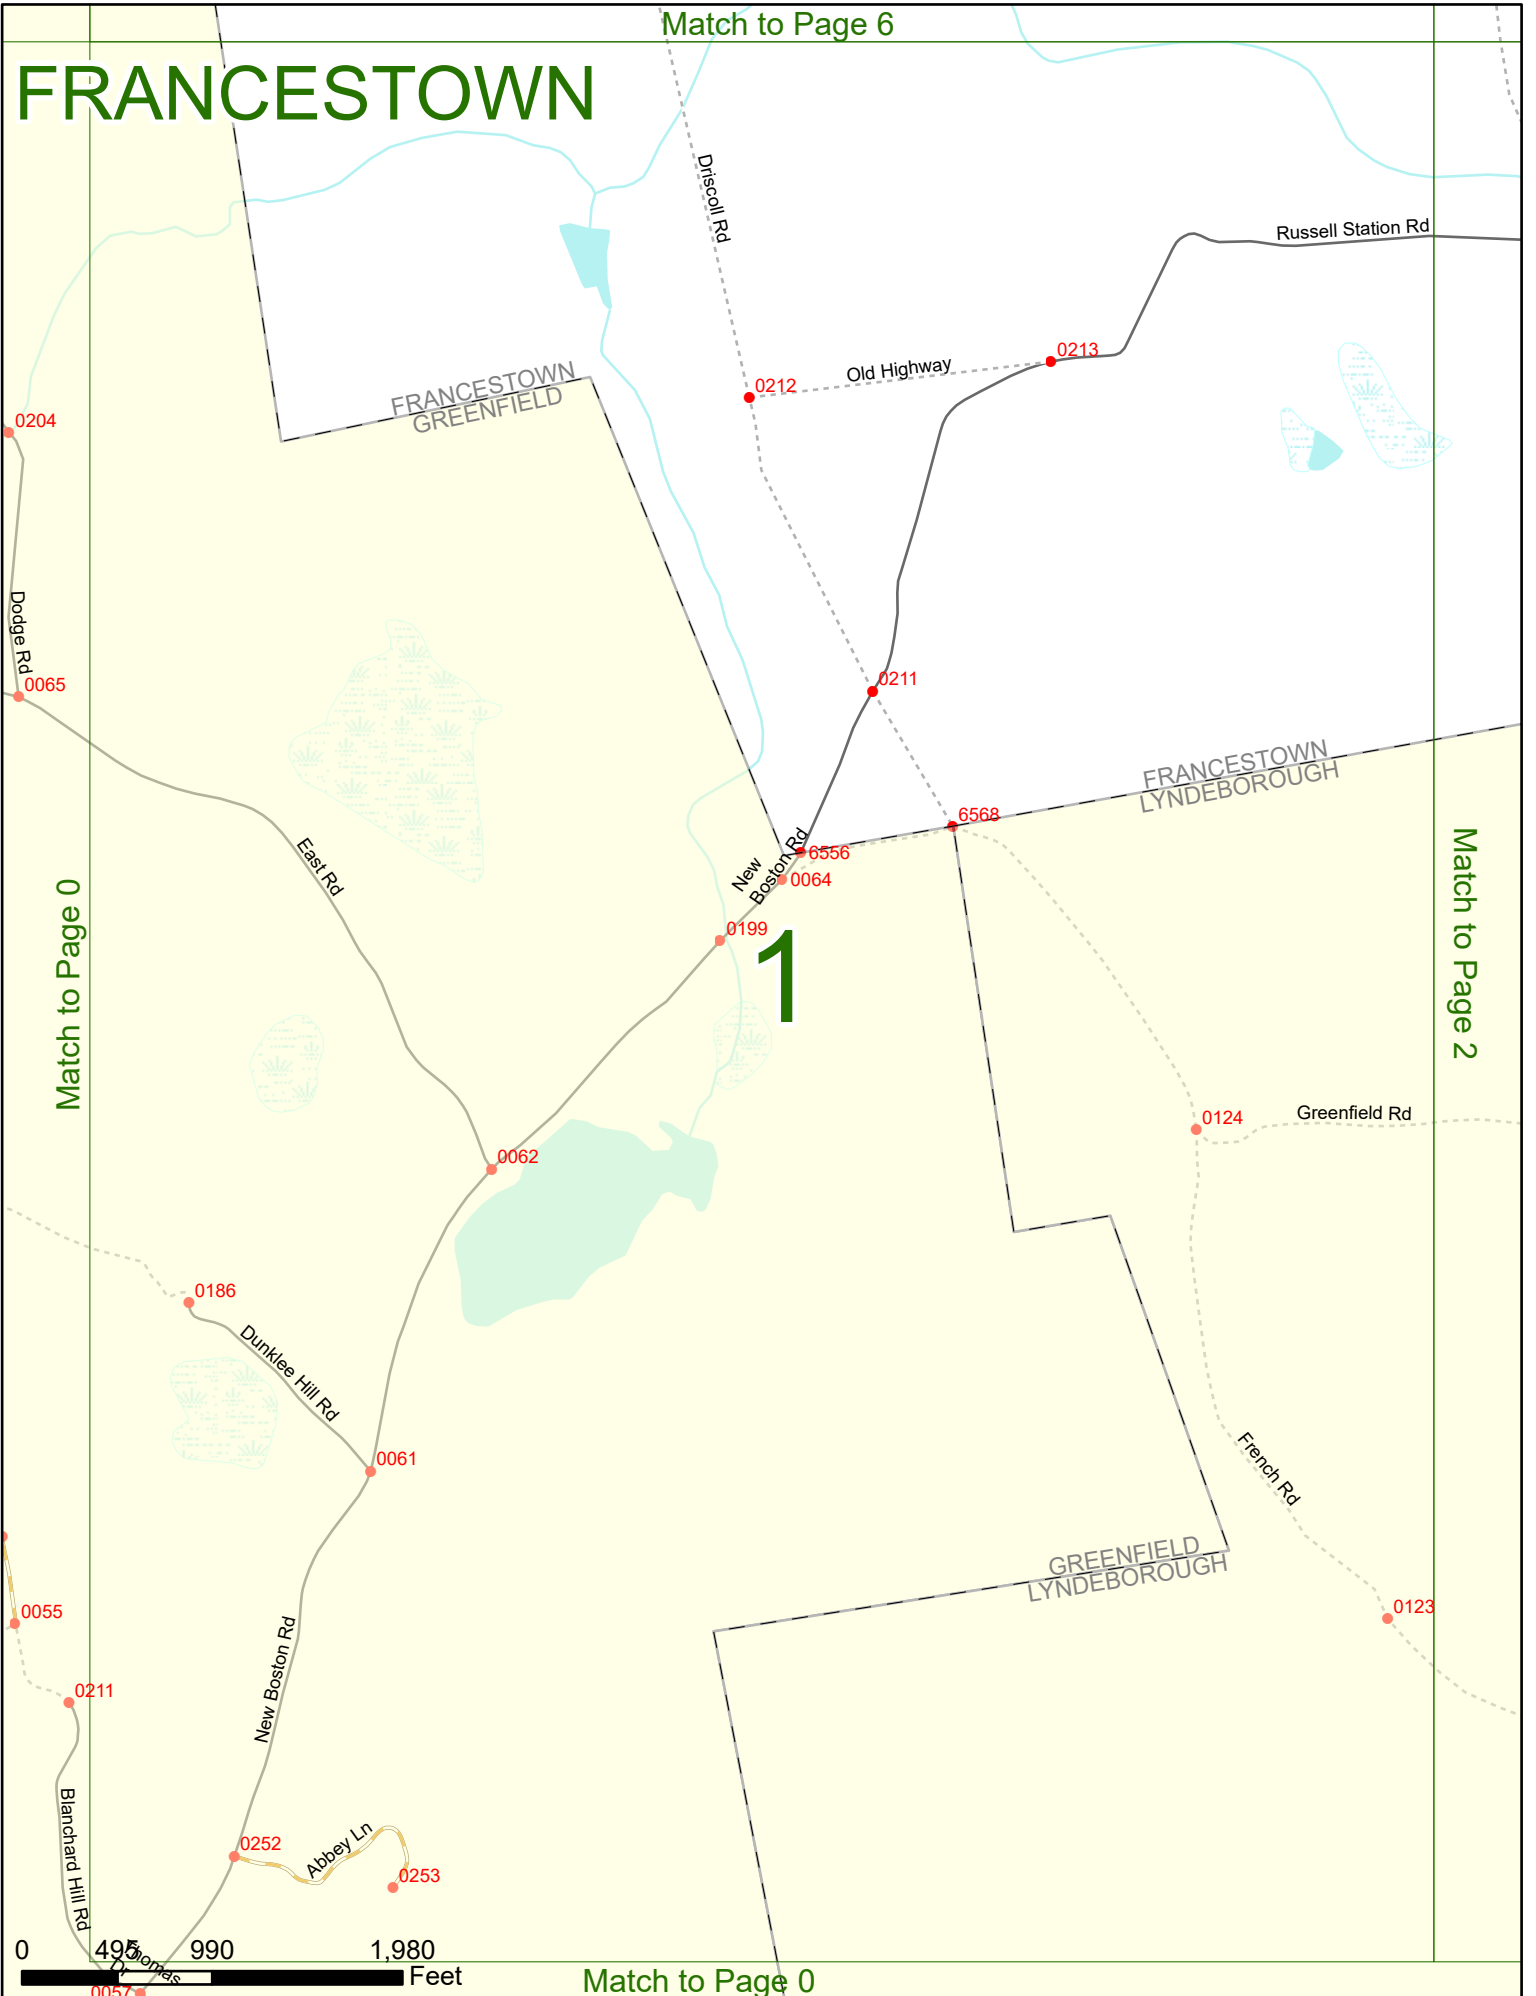 Match to Page 6
FRANCESTOWN
Driscoll Rd
Russell Station Rd
0213
Old Highway
0212
FRANCESTOWN
GREENFIELD
0204
Dodge Rd
0065
0211
FRANCESTOWN
LYNDEBOROUGH
6568
East Rd
New
Boston Rd
6556
0064
Match to Page 0
Match to Page 2
0199
1
0124
Greenfield Rd
0062
0186
Dunklee Hill Rd
0061
French Rd
GREENFIELD
LYNDEBOROUGH
0055
0123
New Boston Rd
0211
Blanchard Hill Rd
0252
Abbey Ln
0253
0 495 990 1,980
Feet
Thomas
Dr
0057
Match to Page 0